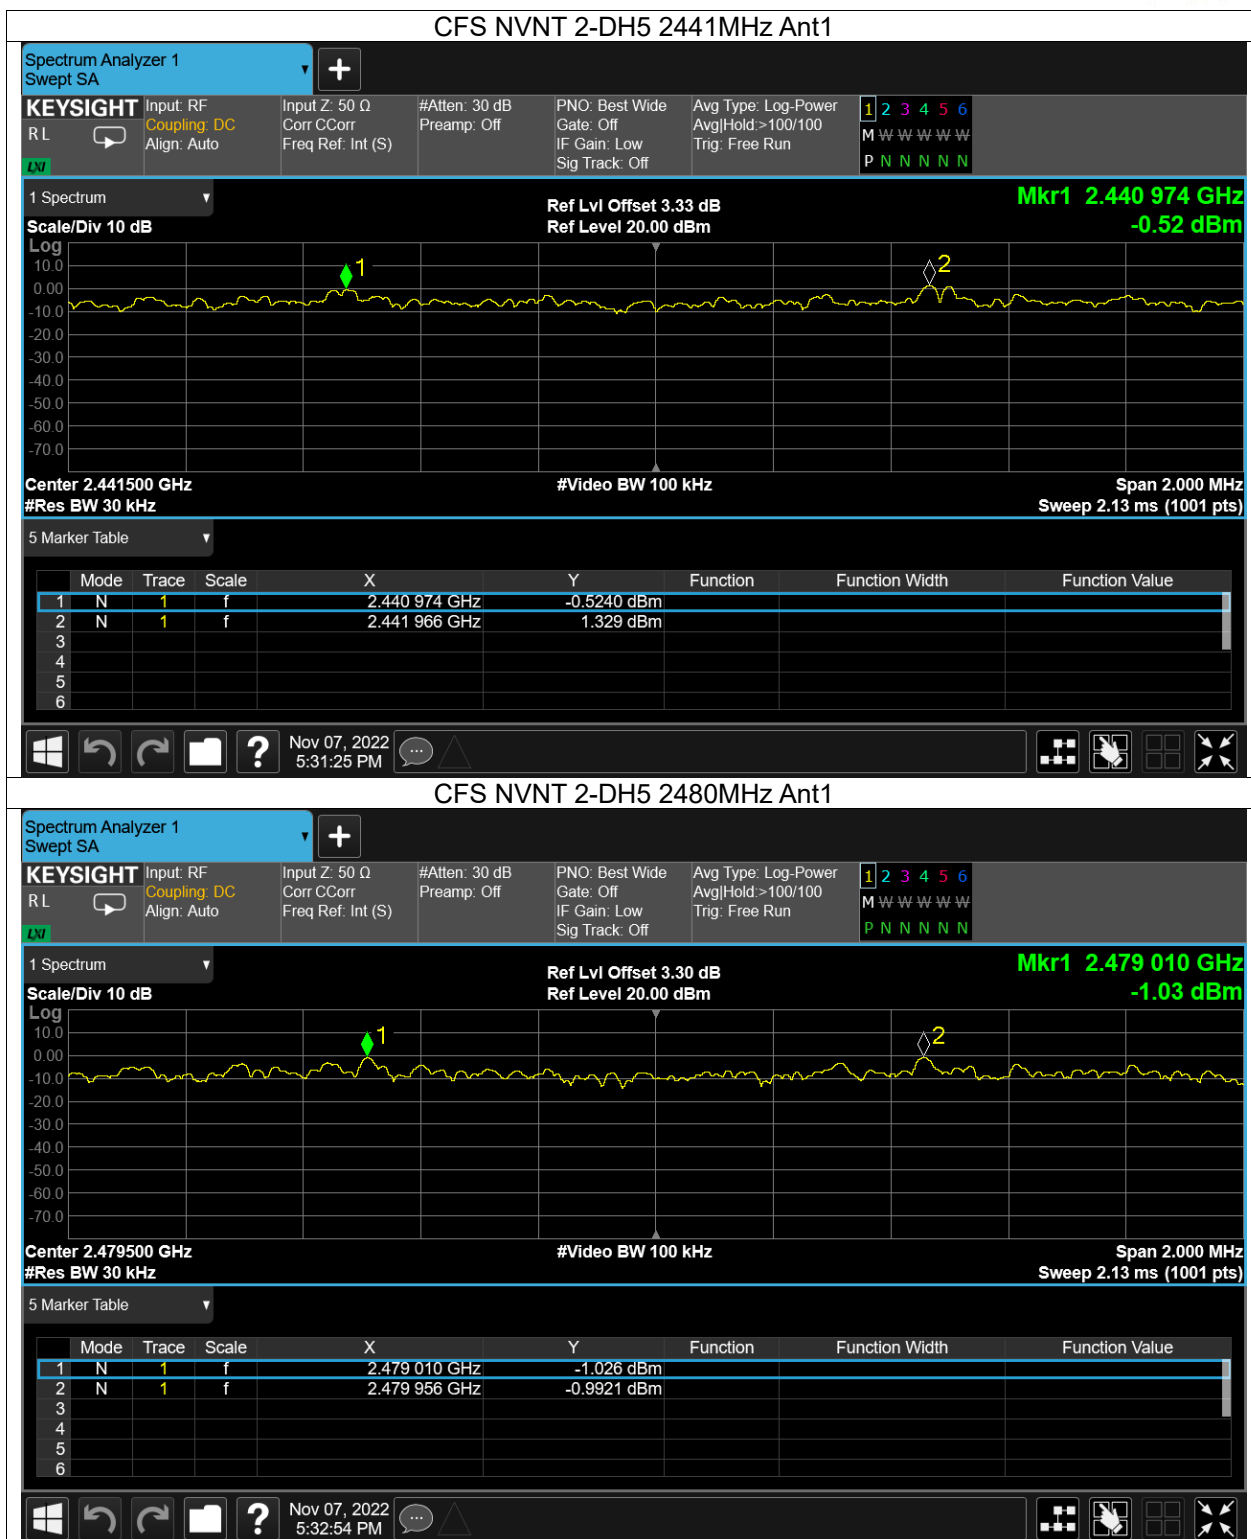 CFS NVNT 2-DH5 2441MHz Ant1
Spectrum Analyzer 1
Swept SA
+
KEYSIGHT Input: RF Input Z: 50 Ω #Atten: 30 dB PNO: Best Wide Avg Type: Log-Power 1 2 3 4 5 6
R L Coupling: DC Corr CCorr Preamp: Off Gate: Off Avg|Hold:>100/100 M W W W W W
Align: Auto Freq Ref: Int (S) IF Gain: Low Trig: Free Run
LXI Sig Track: Off P N N N N N
1 Spectrum Ref Lvl Offset 3.33 dB Mkr1 2.440 974 GHz
Scale/Div 10 dB Ref Level 20.00 dBm -0.52 dBm
Log
10.0 1 2
0.00
-10.0
-20.0
-30.0
-40.0
-50.0
-60.0
-70.0
Center 2.441500 GHz #Video BW 100 kHz Span 2.000 MHz
#Res BW 30 kHz Sweep 2.13 ms (1001 pts)
5 Marker Table
Mode Trace Scale X Y Function Function Width Function Value
1 N 1 f 2.440 974 GHz -0.5240 dBm
2 N 1 f 2.441 966 GHz 1.329 dBm
3
4
5
6
? Nov 07, 2022
5:31:25 PM
CFS NVNT 2-DH5 2480MHz Ant1
Spectrum Analyzer 1
Swept SA
+
KEYSIGHT Input: RF Input Z: 50 Ω #Atten: 30 dB PNO: Best Wide Avg Type: Log-Power 1 2 3 4 5 6
R L Coupling: DC Corr CCorr Preamp: Off Gate: Off Avg|Hold:>100/100 M W W W W W
Align: Auto Freq Ref: Int (S) IF Gain: Low Trig: Free Run
LXI Sig Track: Off P N N N N N
1 Spectrum Ref Lvl Offset 3.30 dB Mkr1 2.479 010 GHz
Scale/Div 10 dB Ref Level 20.00 dBm -1.03 dBm
Log
10.0 1 2
0.00
-10.0
-20.0
-30.0
-40.0
-50.0
-60.0
-70.0
Center 2.479500 GHz #Video BW 100 kHz Span 2.000 MHz
#Res BW 30 kHz Sweep 2.13 ms (1001 pts)
5 Marker Table
Mode Trace Scale X Y Function Function Width Function Value
1 N 1 f 2.479 010 GHz -1.026 dBm
2 N 1 f 2.479 956 GHz -0.9921 dBm
3
4
5
6
? Nov 07, 2022
5:32:54 PM